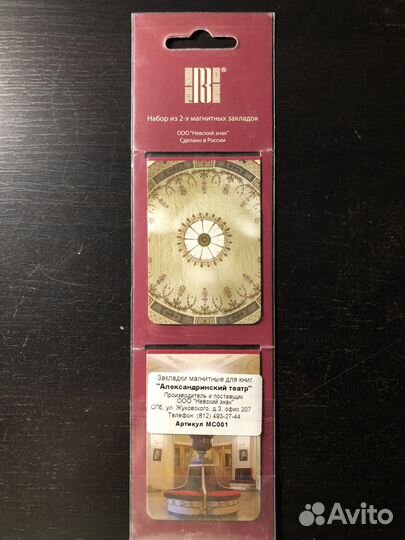 Набор из 2-х магнитных закладок
ООО "Невский знак"
Сделано в России
Закладки магнитные для книг
"Александринский театр"
Производитель и поставщик
ООО "Невский знак"
СПб, ул. Жуковского, д.3, офис 207
Телефон: (812) 493-27-44
Артикул МС001
Avito